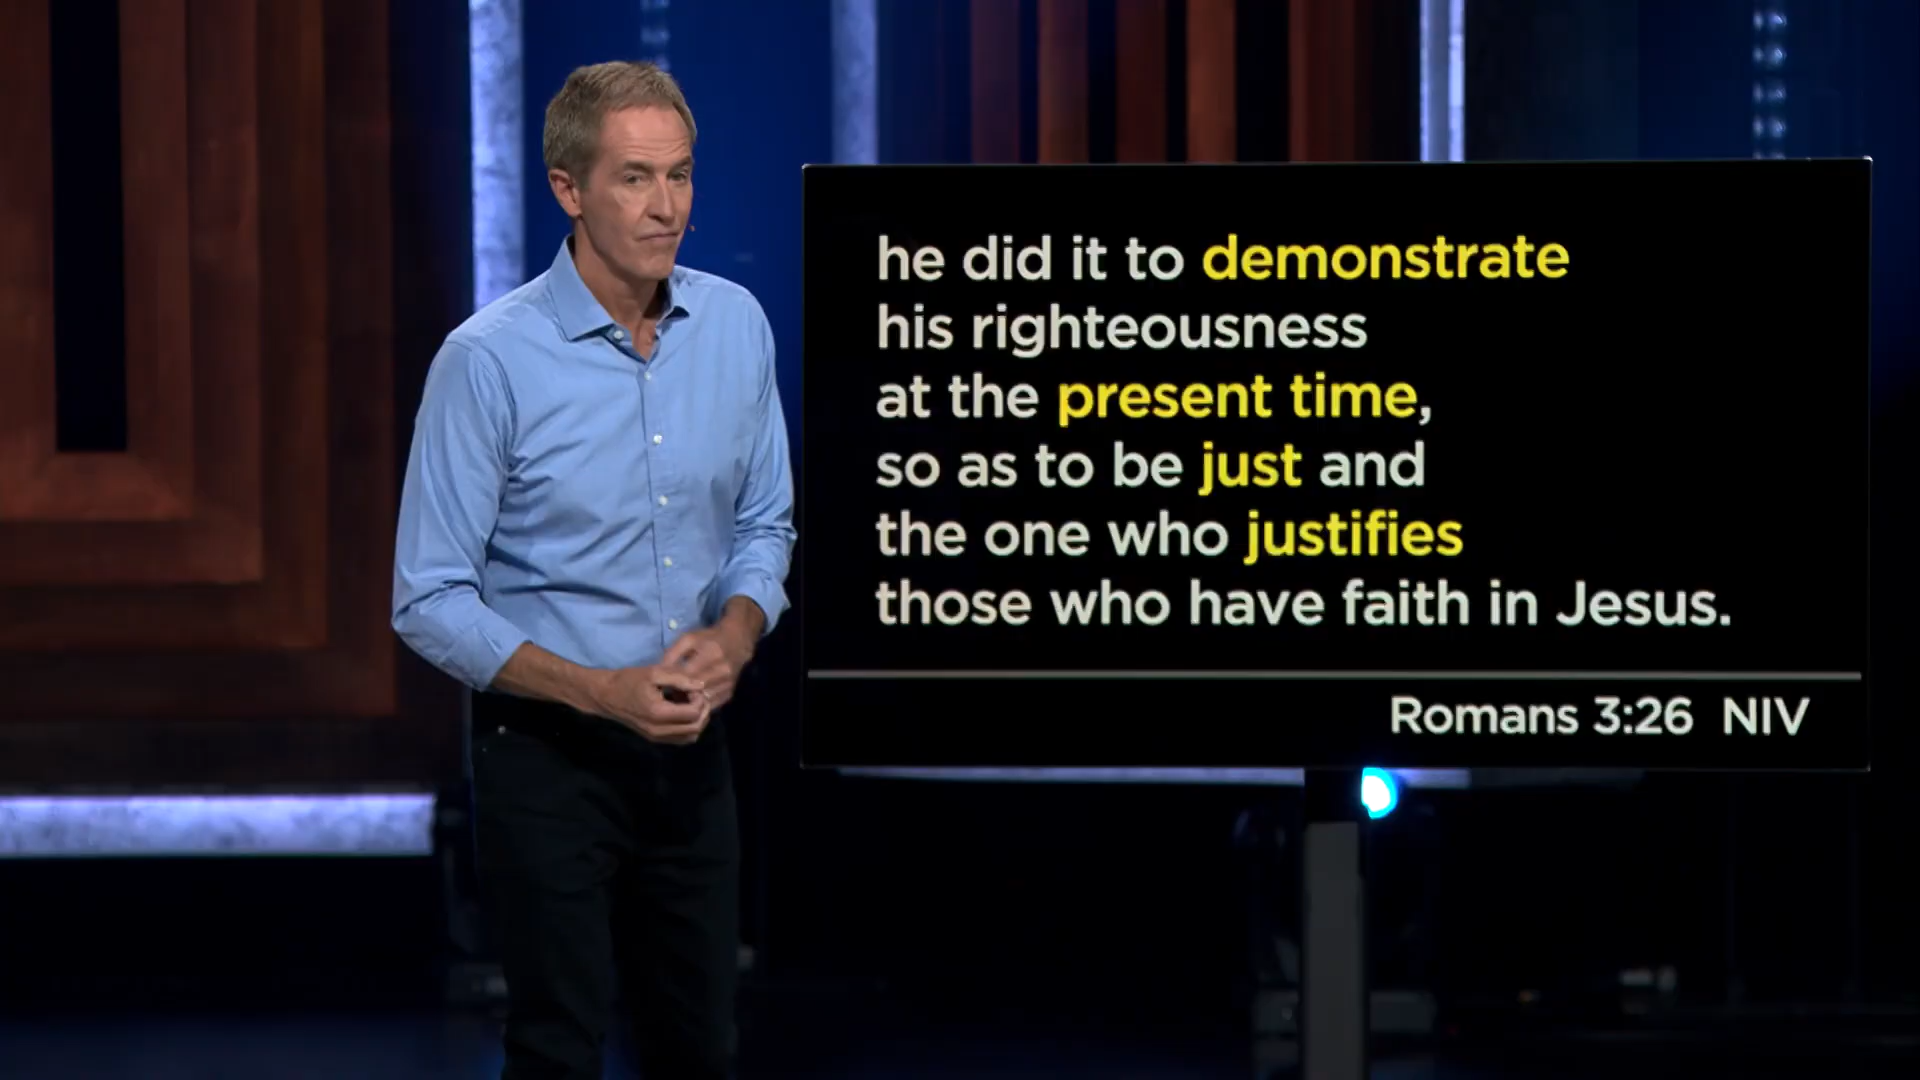 he did it to demonstrate
his righteousness
at the present time,
so as to be just and
the one who justifies
those who have faith in Jesus.
Romans 3:26 NIV